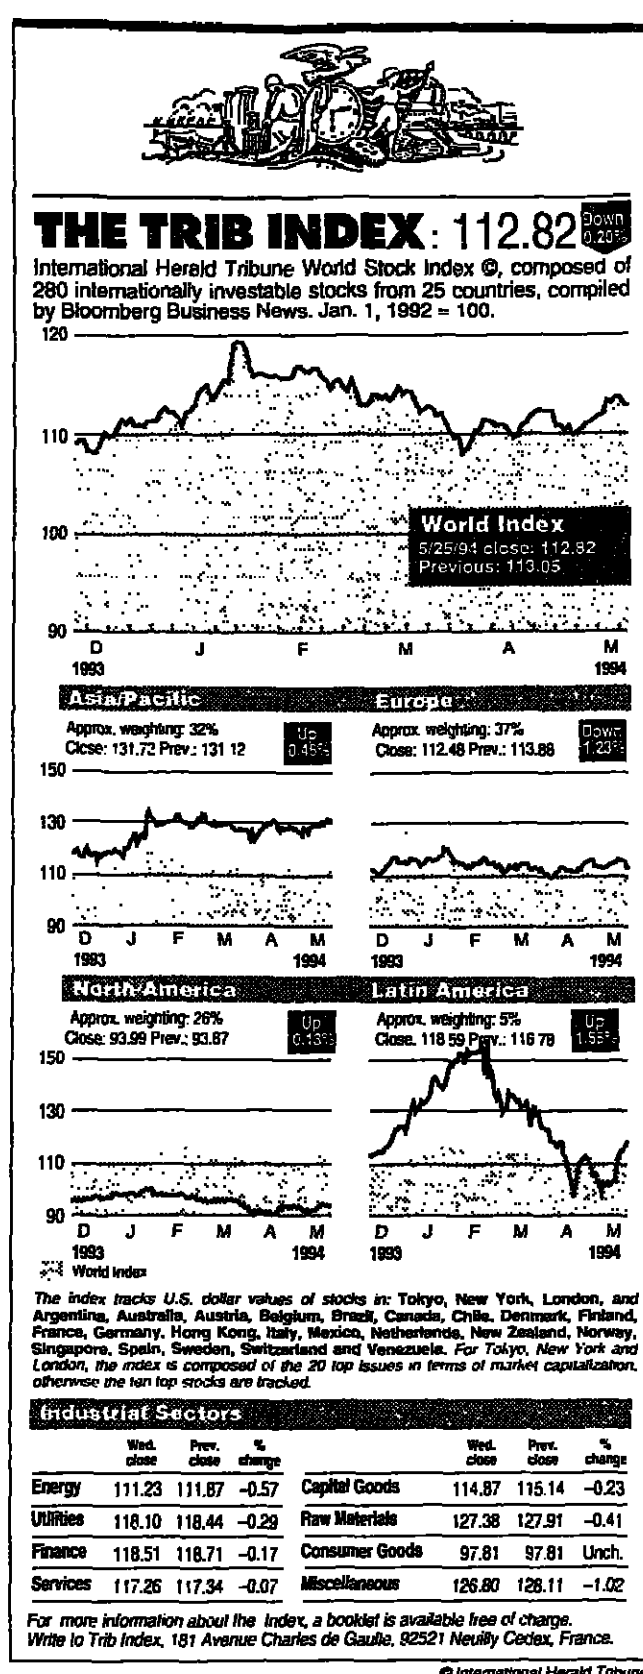 THE TRIB INDEX: 112.82 Down 0.20%
International Herald Tribune World Stock Index ©, composed of
280 internationally investable stocks from 25 countries, compiled
by Bloomberg Business News. Jan. 1, 1992 = 100.
120
110
100
90
World Index
5/25/94 close: 112.82
Previous: 113.05
D J F M A M
1993 1994
Asia/Pacific
Approx. weighting: 32%
Close: 131.72 Prev.: 131 12
Up
0.45%
Europe
Approx. weighting: 37%
Close: 112.48 Prev.: 113.88
Down
1.23%
150
130
110
90
D J F M A M
1993 1994
D J F M A M
1993 1994
North America
Approx. weighting: 26%
Close: 93.99 Prev.: 93.87
Up
0.13%
Latin America
Approx. weighting: 5%
Close. 118 59 Prev.: 116 78
Up
1.55%
150
130
110
90
D J F M A M
1993 1994
D J F M A M
1993 1994
World Index
The index tracks U.S. dollar values of stocks in: Tokyo, New York, London, and
Argentina, Australia, Austria, Belgium, Brazil, Canada, Chile, Denmark, Finland,
France, Germany, Hong Kong, Italy, Mexico, Netherlands, New Zealand, Norway,
Singapore, Spain, Sweden, Switzerland and Venezuela. For Tokyo, New York and
London, the index is composed of the 20 top issues in terms of market capitalization,
otherwise the ten top stocks are tracked.
Industrial Sectors
Wed. close Prev. close % change
Energy 111.23 111.87 –0.57
Utilities 118.10 118.44 –0.29
Finance 118.51 118.71 –0.17
Services 117.26 117.34 –0.07
Wed. close Prev. close % change
Capital Goods 114.87 115.14 –0.23
Raw Materials 127.38 127.91 –0.41
Consumer Goods 97.81 97.81 Unch.
Miscellaneous 126.80 128.11 –1.02
For more information about the Index, a booklet is available free of charge.
Write to Trib Index, 181 Avenue Charles de Gaulle, 92521 Neuilly Cedex, France.
© International Herald Tribune